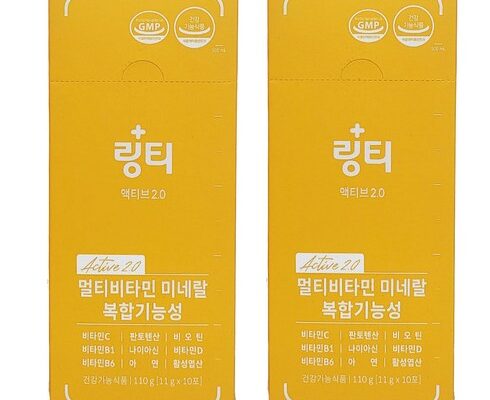 GMP
건강
기능식품
링티
액티브 2.0
Active 2.0
멀티비타민 미네랄
복합기능성
비타민C | 판토텐산 | 비 오 틴
비타민B1 | 나이아신 | 비타민D
비타민B6 | 아 연 | 활성엽산
건강기능식품 | 110 g [11 g x 10포]
GMP
건강
기능식품
링티
액티브 2.0
Active 2.0
멀티비타민 미네랄
복합기능성
비타민C | 판토텐산 | 비 오 틴
비타민B1 | 나이아신 | 비타민D
비타민B6 | 아 연 | 활성엽산
건강기능식품 | 110 g [11 g x 10포]